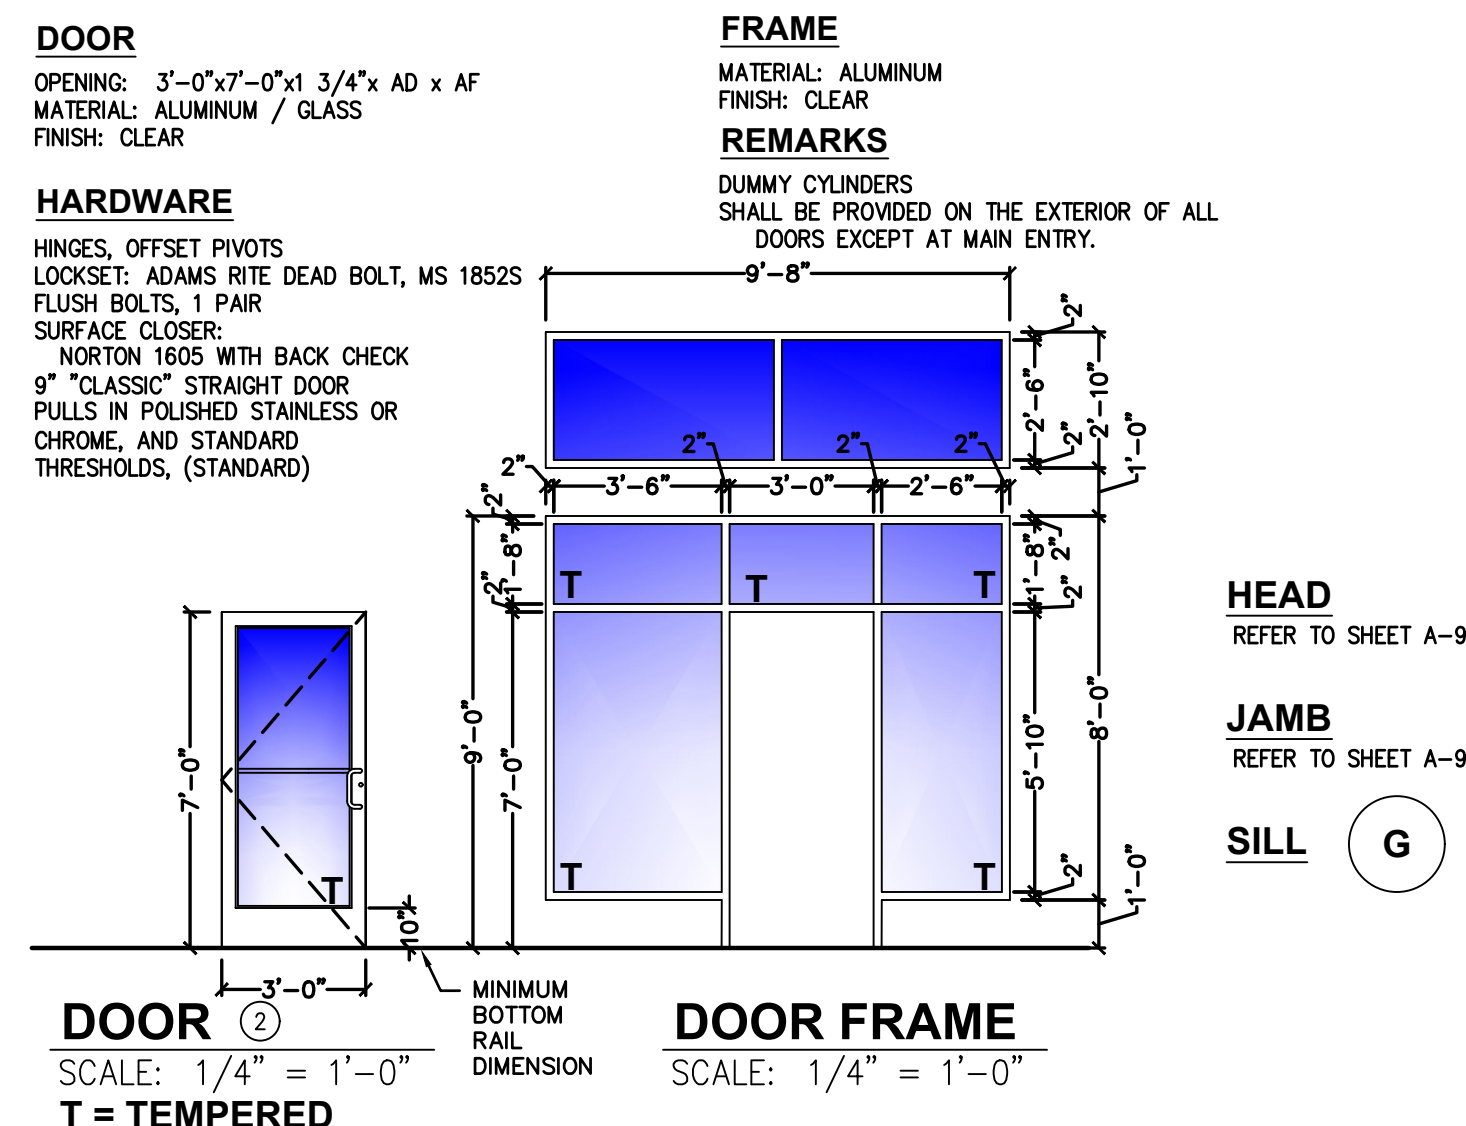 DOOR
OPENING: 3'-0"x7'-0"x1 3/4"x AD x AF
MATERIAL: ALUMINUM / GLASS
FINISH: CLEAR
HARDWARE
HINGES, OFFSET PIVOTS
LOCKSET: ADAMS RITE DEAD BOLT, MS 1852S
FLUSH BOLTS, 1 PAIR
SURFACE CLOSER:
NORTON 1605 WITH BACK CHECK
9" "CLASSIC" STRAIGHT DOOR
PULLS IN POLISHED STAINLESS OR
CHROME, AND STANDARD
THRESHOLDS, (STANDARD)
FRAME
MATERIAL: ALUMINUM
FINISH: CLEAR
REMARKS
DUMMY CYLINDERS
SHALL BE PROVIDED ON THE EXTERIOR OF ALL
DOORS EXCEPT AT MAIN ENTRY.
9'-8"
2"
2'-6"
2'-10"
2"
1'-0"
2"
2"
2"
2"
3'-6"
3'-0"
2'-6"
2"
1'-8"
2"
9'-0"
7'-0"
T
T
T
T
T
2"
1'-8"
2"
5'-10"
8'-0"
2"
1'-0"
7'-0"
T
10"
3'-0"
MINIMUM
BOTTOM
RAIL
DIMENSION
HEAD
REFER TO SHEET A-9
JAMB
REFER TO SHEET A-9
SILL G
DOOR 2
SCALE: 1/4" = 1'-0"
T = TEMPERED
DOOR FRAME
SCALE: 1/4" = 1'-0"